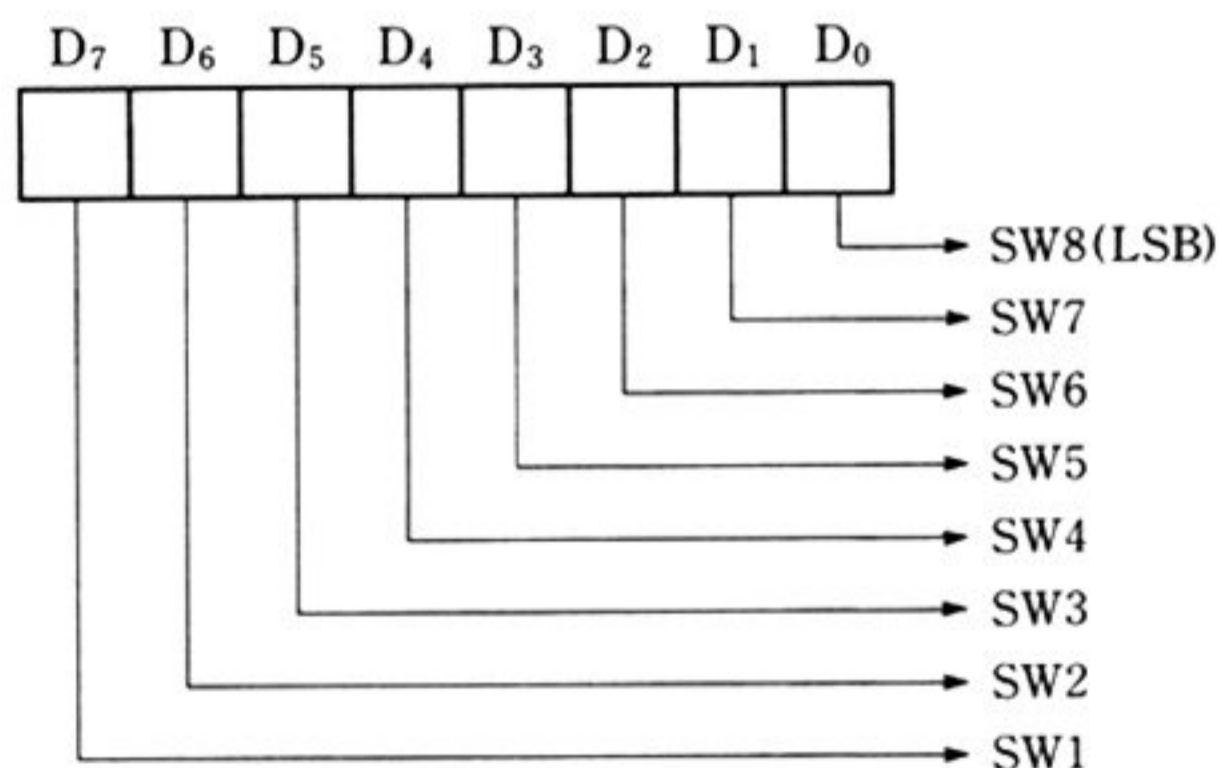 D₇ D₆ D₅ D₄ D₃ D₂ D₁ D₀
SW8(LSB)
SW7
SW6
SW5
SW4
SW3
SW2
SW1